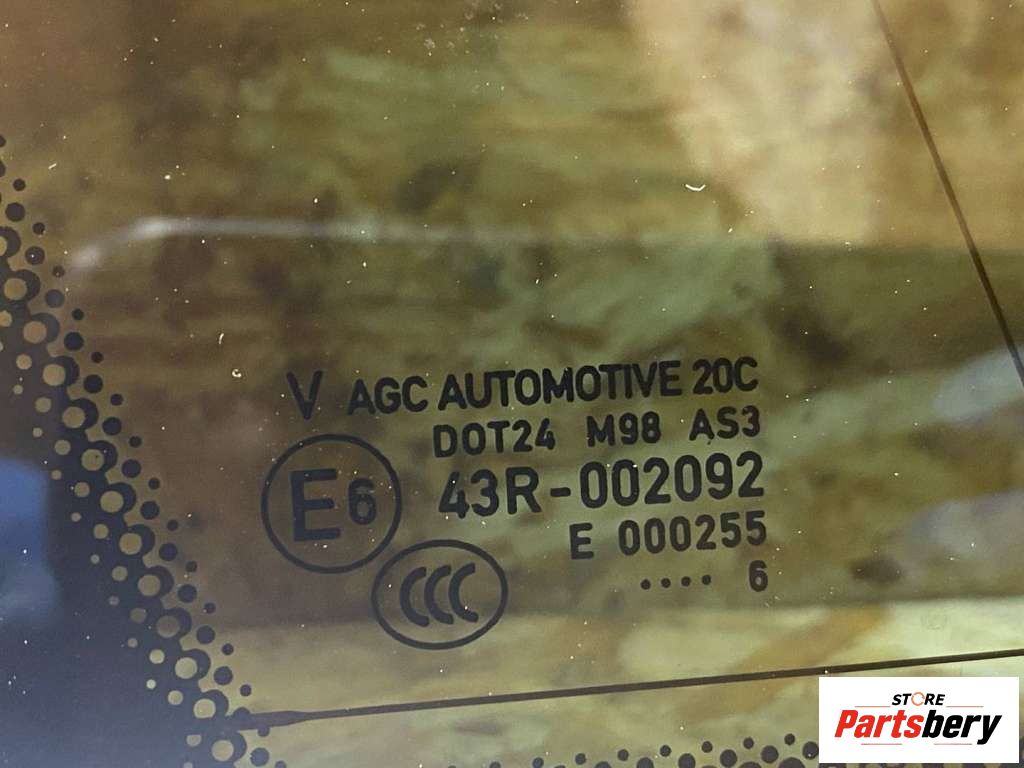 V AGC AUTOMOTIVE 20C
DOT24 M98 AS3
E6 43R-002092
E 000255
CCC
.... 6
STORE
Partsbery